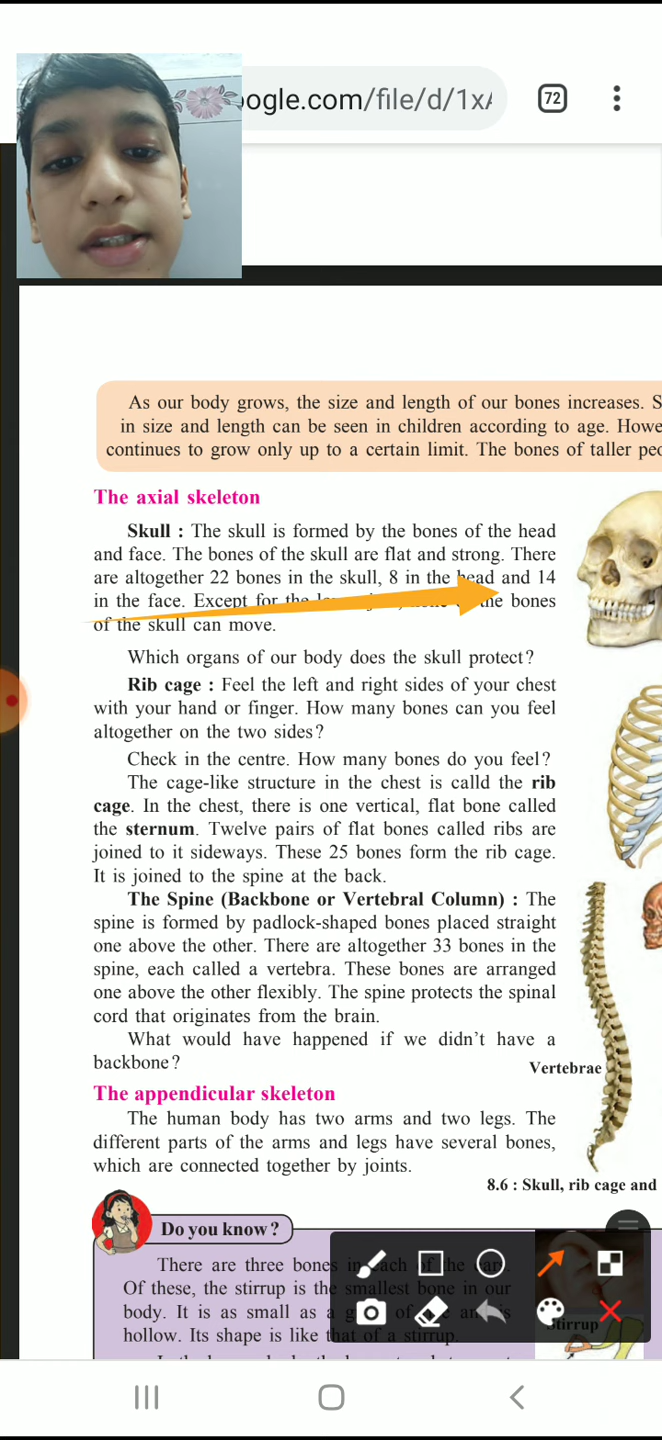 ogle.com/file/d/1x
72
As our body grows, the size and length of our bones increases. S
in size and length can be seen in children according to age. Howe
continues to grow only up to a certain limit. The bones of taller peo
The axial skeleton
Skull : The skull is formed by the bones of the head
and face. The bones of the skull are flat and strong. There
are altogether 22 bones in the skull, 8 in the head and 14
in the face. Except for the the bones
of the skull can move.
Which organs of our body does the skull protect?
Rib cage : Feel the left and right sides of your chest
with your hand or finger. How many bones can you feel
altogether on the two sides?
Check in the centre. How many bones do you feel?
The cage-like structure in the chest is calld the rib
cage. In the chest, there is one vertical, flat bone called
the sternum. Twelve pairs of flat bones called ribs are
joined to it sideways. These 25 bones form the rib cage.
It is joined to the spine at the back.
The Spine (Backbone or Vertebral Column) : The
spine is formed by padlock-shaped bones placed straight
one above the other. There are altogether 33 bones in the
spine, each called a vertebra. These bones are arranged
one above the other flexibly. The spine protects the spinal
cord that originates from the brain.
What would have happened if we didn't have a
backbone?
Vertebrae
The appendicular skeleton
The human body has two arms and two legs. The
different parts of the arms and legs have several bones,
which are connected together by joints.
8.6 : Skull, rib cage and
Do you know?
There are three bones in each of the ears.
Of these, the stirrup is the smallest bone in our
body. It is as small as a of is
hollow. Its shape is like that of a stirrup.
Stirrup